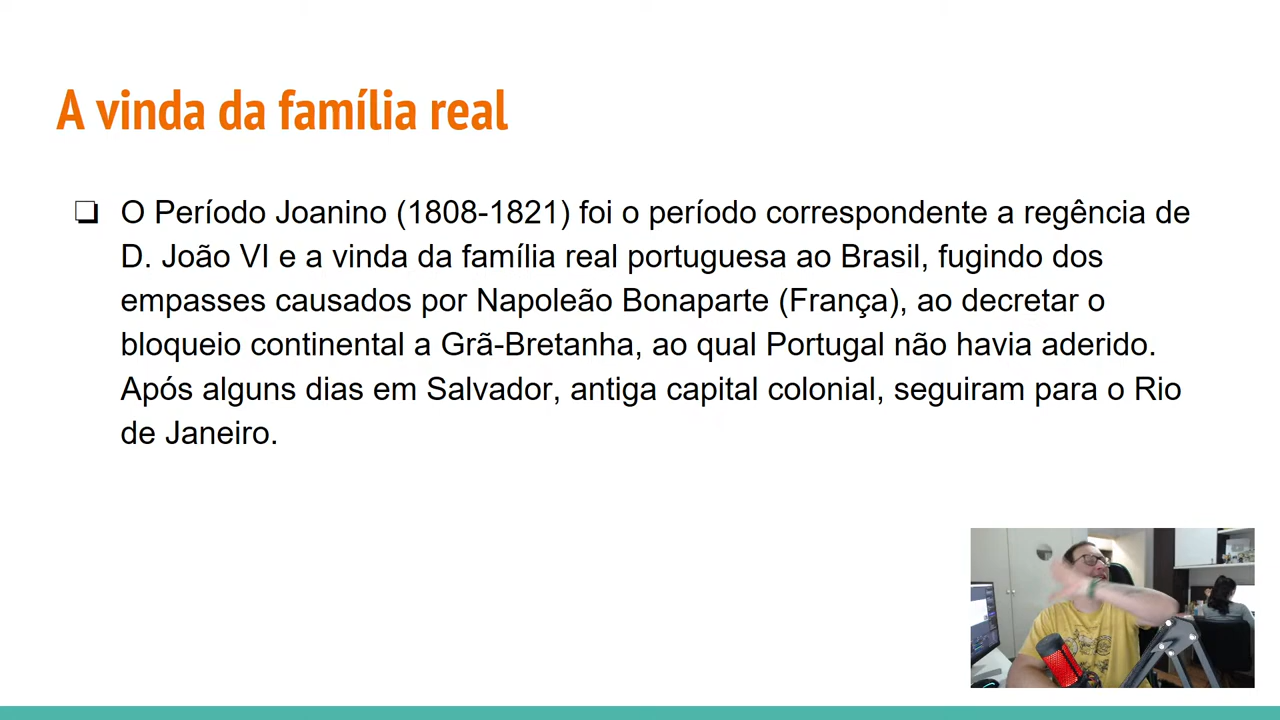 A vinda da família real
❏ O Período Joanino (1808-1821) foi o período correspondente a regência de
D. João VI e a vinda da família real portuguesa ao Brasil, fugindo dos
empasses causados por Napoleão Bonaparte (França), ao decretar o
bloqueio continental a Grã-Bretanha, ao qual Portugal não havia aderido.
Após alguns dias em Salvador, antiga capital colonial, seguiram para o Rio
de Janeiro.